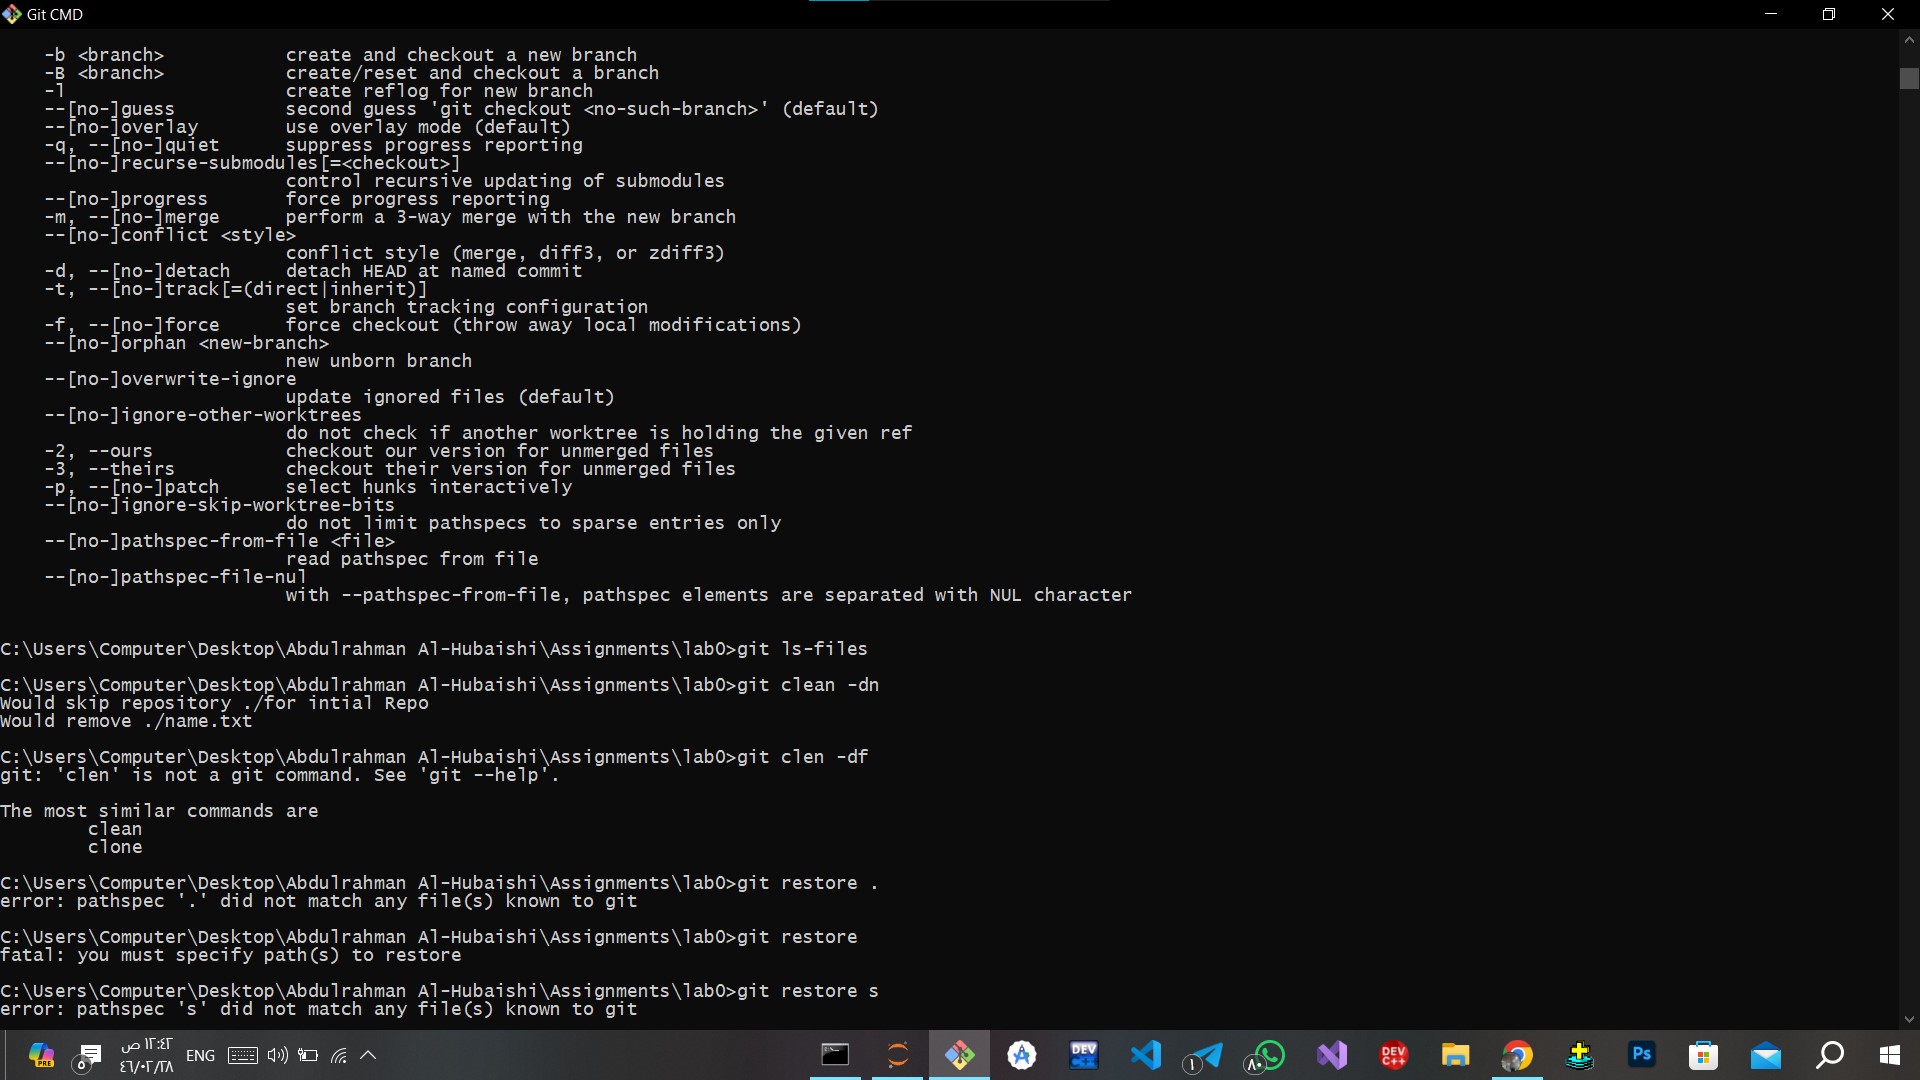 Git CMD
-b <branch>           create and checkout a new branch
-B <branch>           create/reset and checkout a branch
-l                    create reflog for new branch
--[no-]guess          second guess 'git checkout <no-such-branch>' (default)
--[no-]overlay        use overlay mode (default)
-q, --[no-]quiet      suppress progress reporting
--[no-]recurse-submodules[=<checkout>]
control recursive updating of submodules
--[no-]progress       force progress reporting
-m, --[no-]merge      perform a 3-way merge with the new branch
--[no-]conflict <style>
conflict style (merge, diff3, or zdiff3)
-d, --[no-]detach     detach HEAD at named commit
-t, --[no-]track[=(direct|inherit)]
set branch tracking configuration
-f, --[no-]force      force checkout (throw away local modifications)
--[no-]orphan <new-branch>
new unborn branch
--[no-]overwrite-ignore
update ignored files (default)
--[no-]ignore-other-worktrees
do not check if another worktree is holding the given ref
-2, --ours            checkout our version for unmerged files
-3, --theirs          checkout their version for unmerged files
-p, --[no-]patch      select hunks interactively
--[no-]ignore-skip-worktree-bits
do not limit pathspecs to sparse entries only
--[no-]pathspec-from-file <file>
read pathspec from file
--[no-]pathspec-file-nul
with --pathspec-from-file, pathspec elements are separated with NUL character
C:\Users\Computer\Desktop\Abdulrahman Al-Hubaishi\Assignments\lab0>git ls-files
C:\Users\Computer\Desktop\Abdulrahman Al-Hubaishi\Assignments\lab0>git clean -dn
Would skip repository ./for intial Repo
Would remove ./name.txt
C:\Users\Computer\Desktop\Abdulrahman Al-Hubaishi\Assignments\lab0>git clen -df
git: 'clen' is not a git command. See 'git --help'.
The most similar commands are
clean
clone
C:\Users\Computer\Desktop\Abdulrahman Al-Hubaishi\Assignments\lab0>git restore .
error: pathspec '.' did not match any file(s) known to git
C:\Users\Computer\Desktop\Abdulrahman Al-Hubaishi\Assignments\lab0>git restore
fatal: you must specify path(s) to restore
C:\Users\Computer\Desktop\Abdulrahman Al-Hubaishi\Assignments\lab0>git restore s
error: pathspec 's' did not match any file(s) known to git
PRE
٥
١٢:٤٢ ص
٤٦/٠٢/٢٨
ENG
DEV C++
١
٨٠
DEV C++
Ps